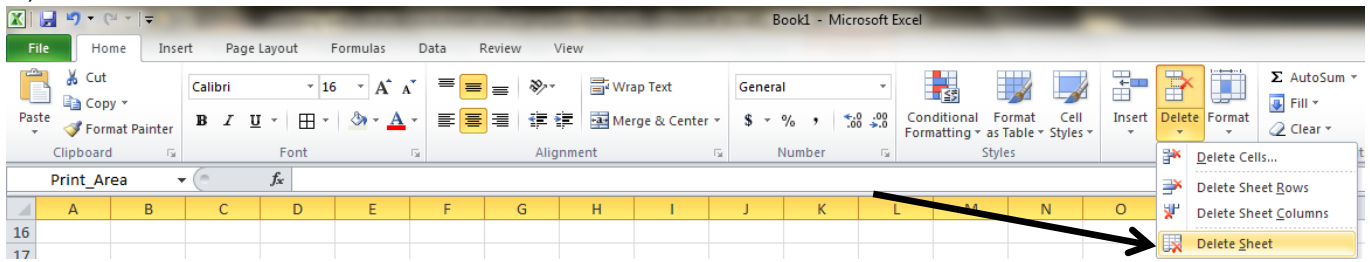 Book1 - Microsoft Excel
File Home Insert Page Layout Formulas Data Review View
Cut
Copy
Format Painter
Paste
Clipboard
Calibri 16 A A
B I U A
Font
Wrap Text
Merge & Center
Alignment
General
$ % , .0 .00 .00 .0
Number
Conditional Formatting
Format as Table
Cell Styles
Styles
Insert Delete Format
Σ AutoSum
Fill
Clear
Print_Area fx
A B C D E F G H I J K L M N O
16
17
Delete Cells...
Delete Sheet Rows
Delete Sheet Columns
Delete Sheet